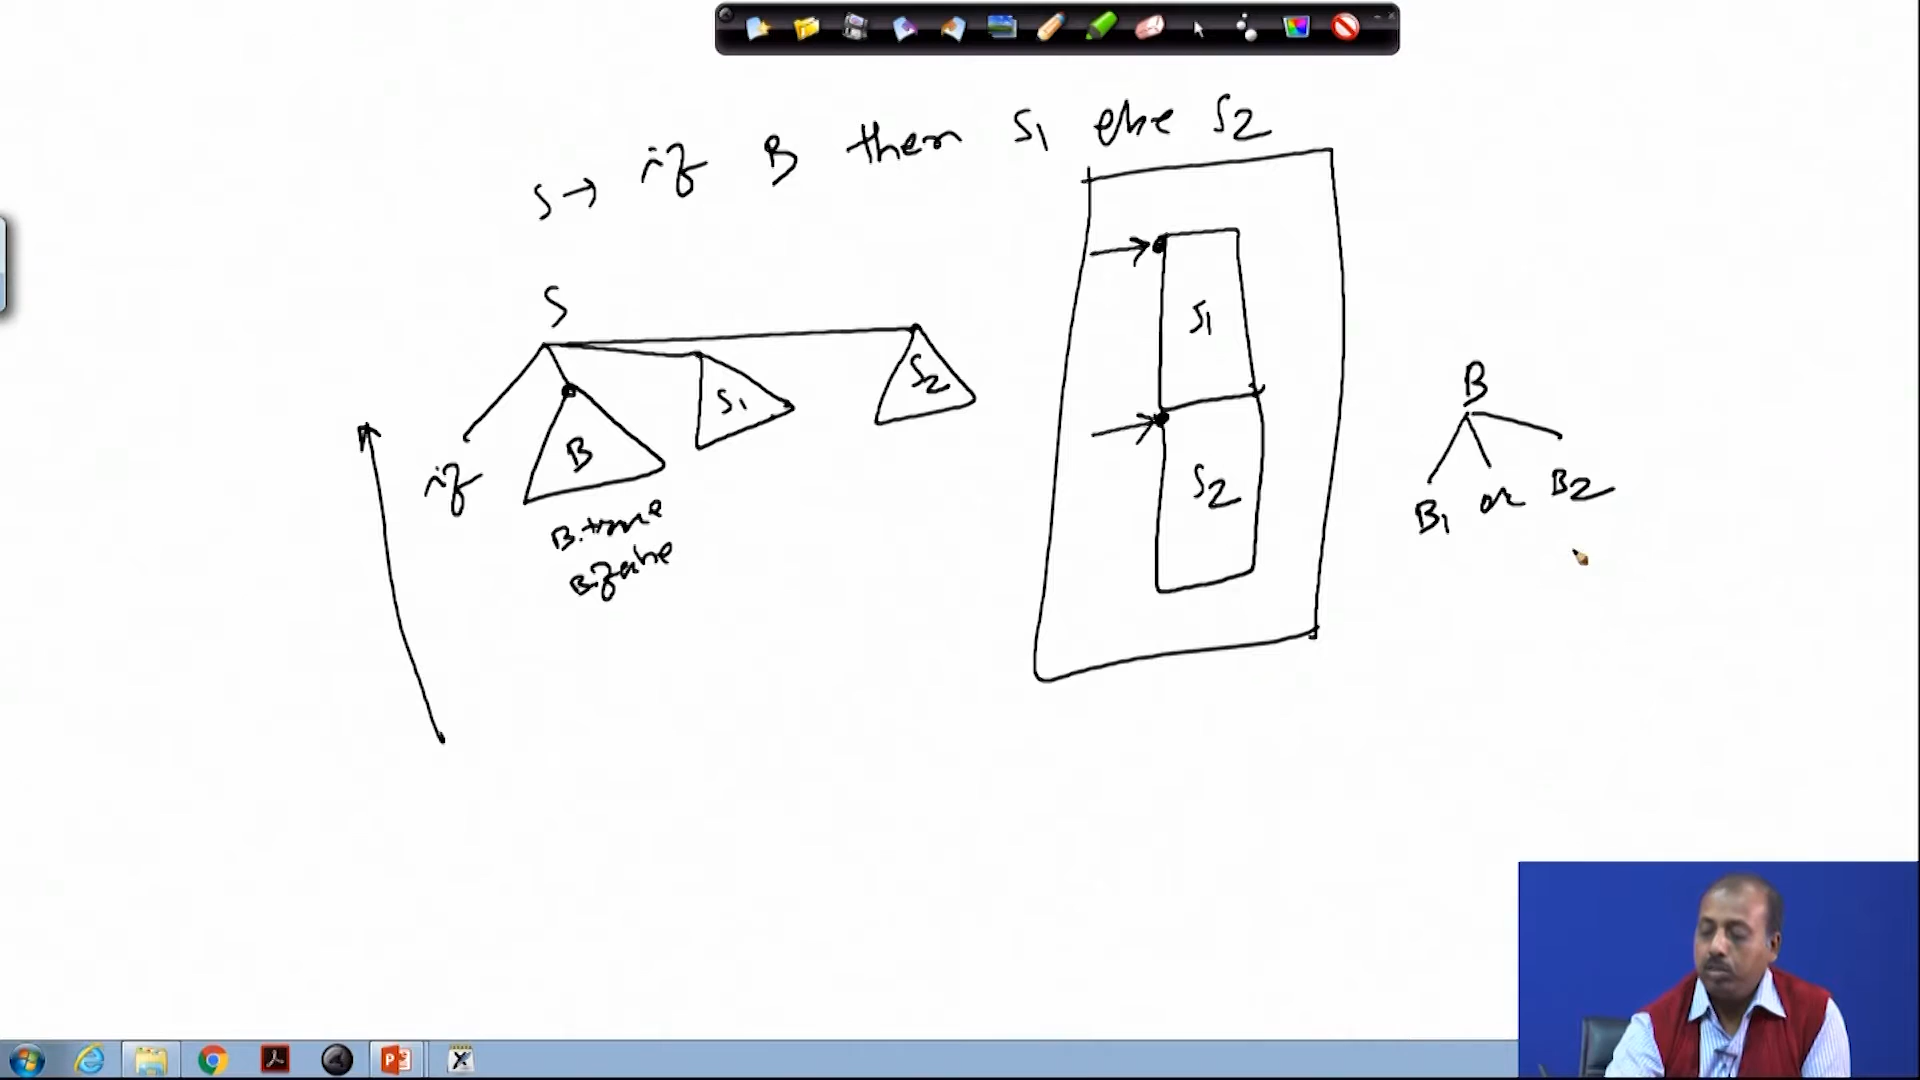 S → if B then S1 else S2
S
if
B
S1
S2
B.true
B.false
S1
S2
B
B1 or B2